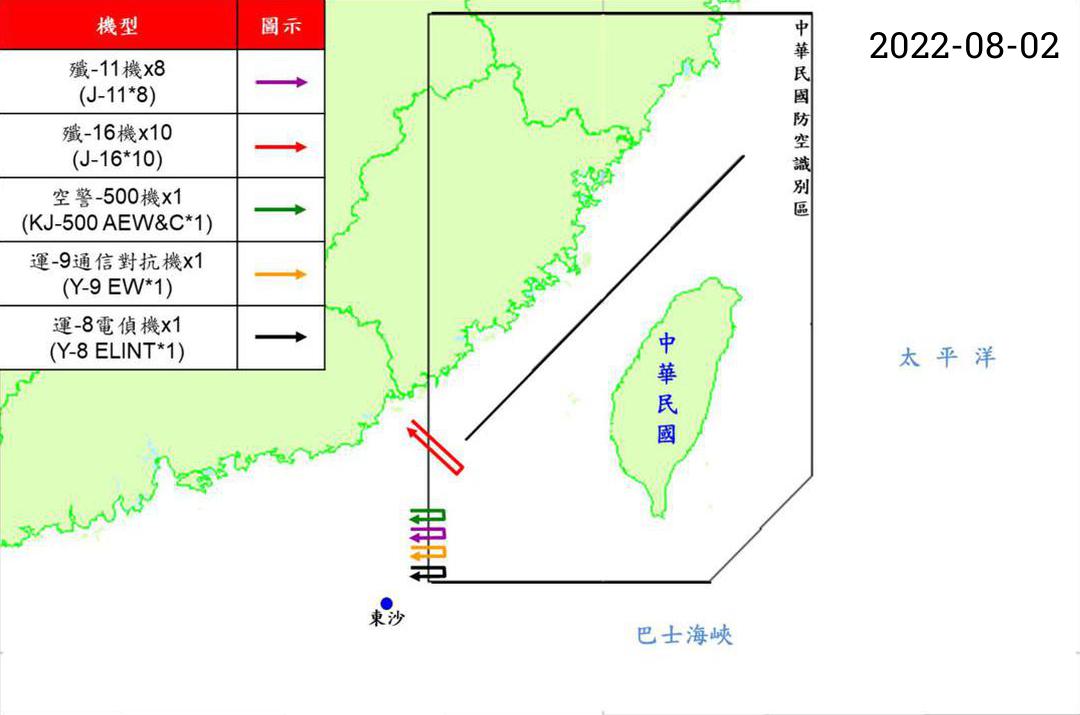 機型 圖示
殲-11機x8
(J-11*8)
殲-16機x10
(J-16*10)
空警-500機x1
(KJ-500 AEW&C*1)
運-9通信對抗機x1
(Y-9 EW*1)
運-8電偵機x1
(Y-8 ELINT*1)
2022-08-02
中華民國防空識別區
中華民國
太平洋
東沙
巴士海峽